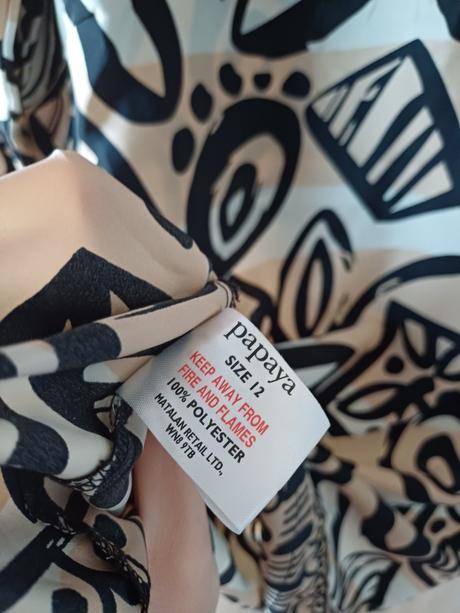 papaya
SIZE 12
KEEP AWAY FROM
FIRE AND FLAMES
100% POLYESTER
MATALAN RETAIL LTD.,
WN8 9TB